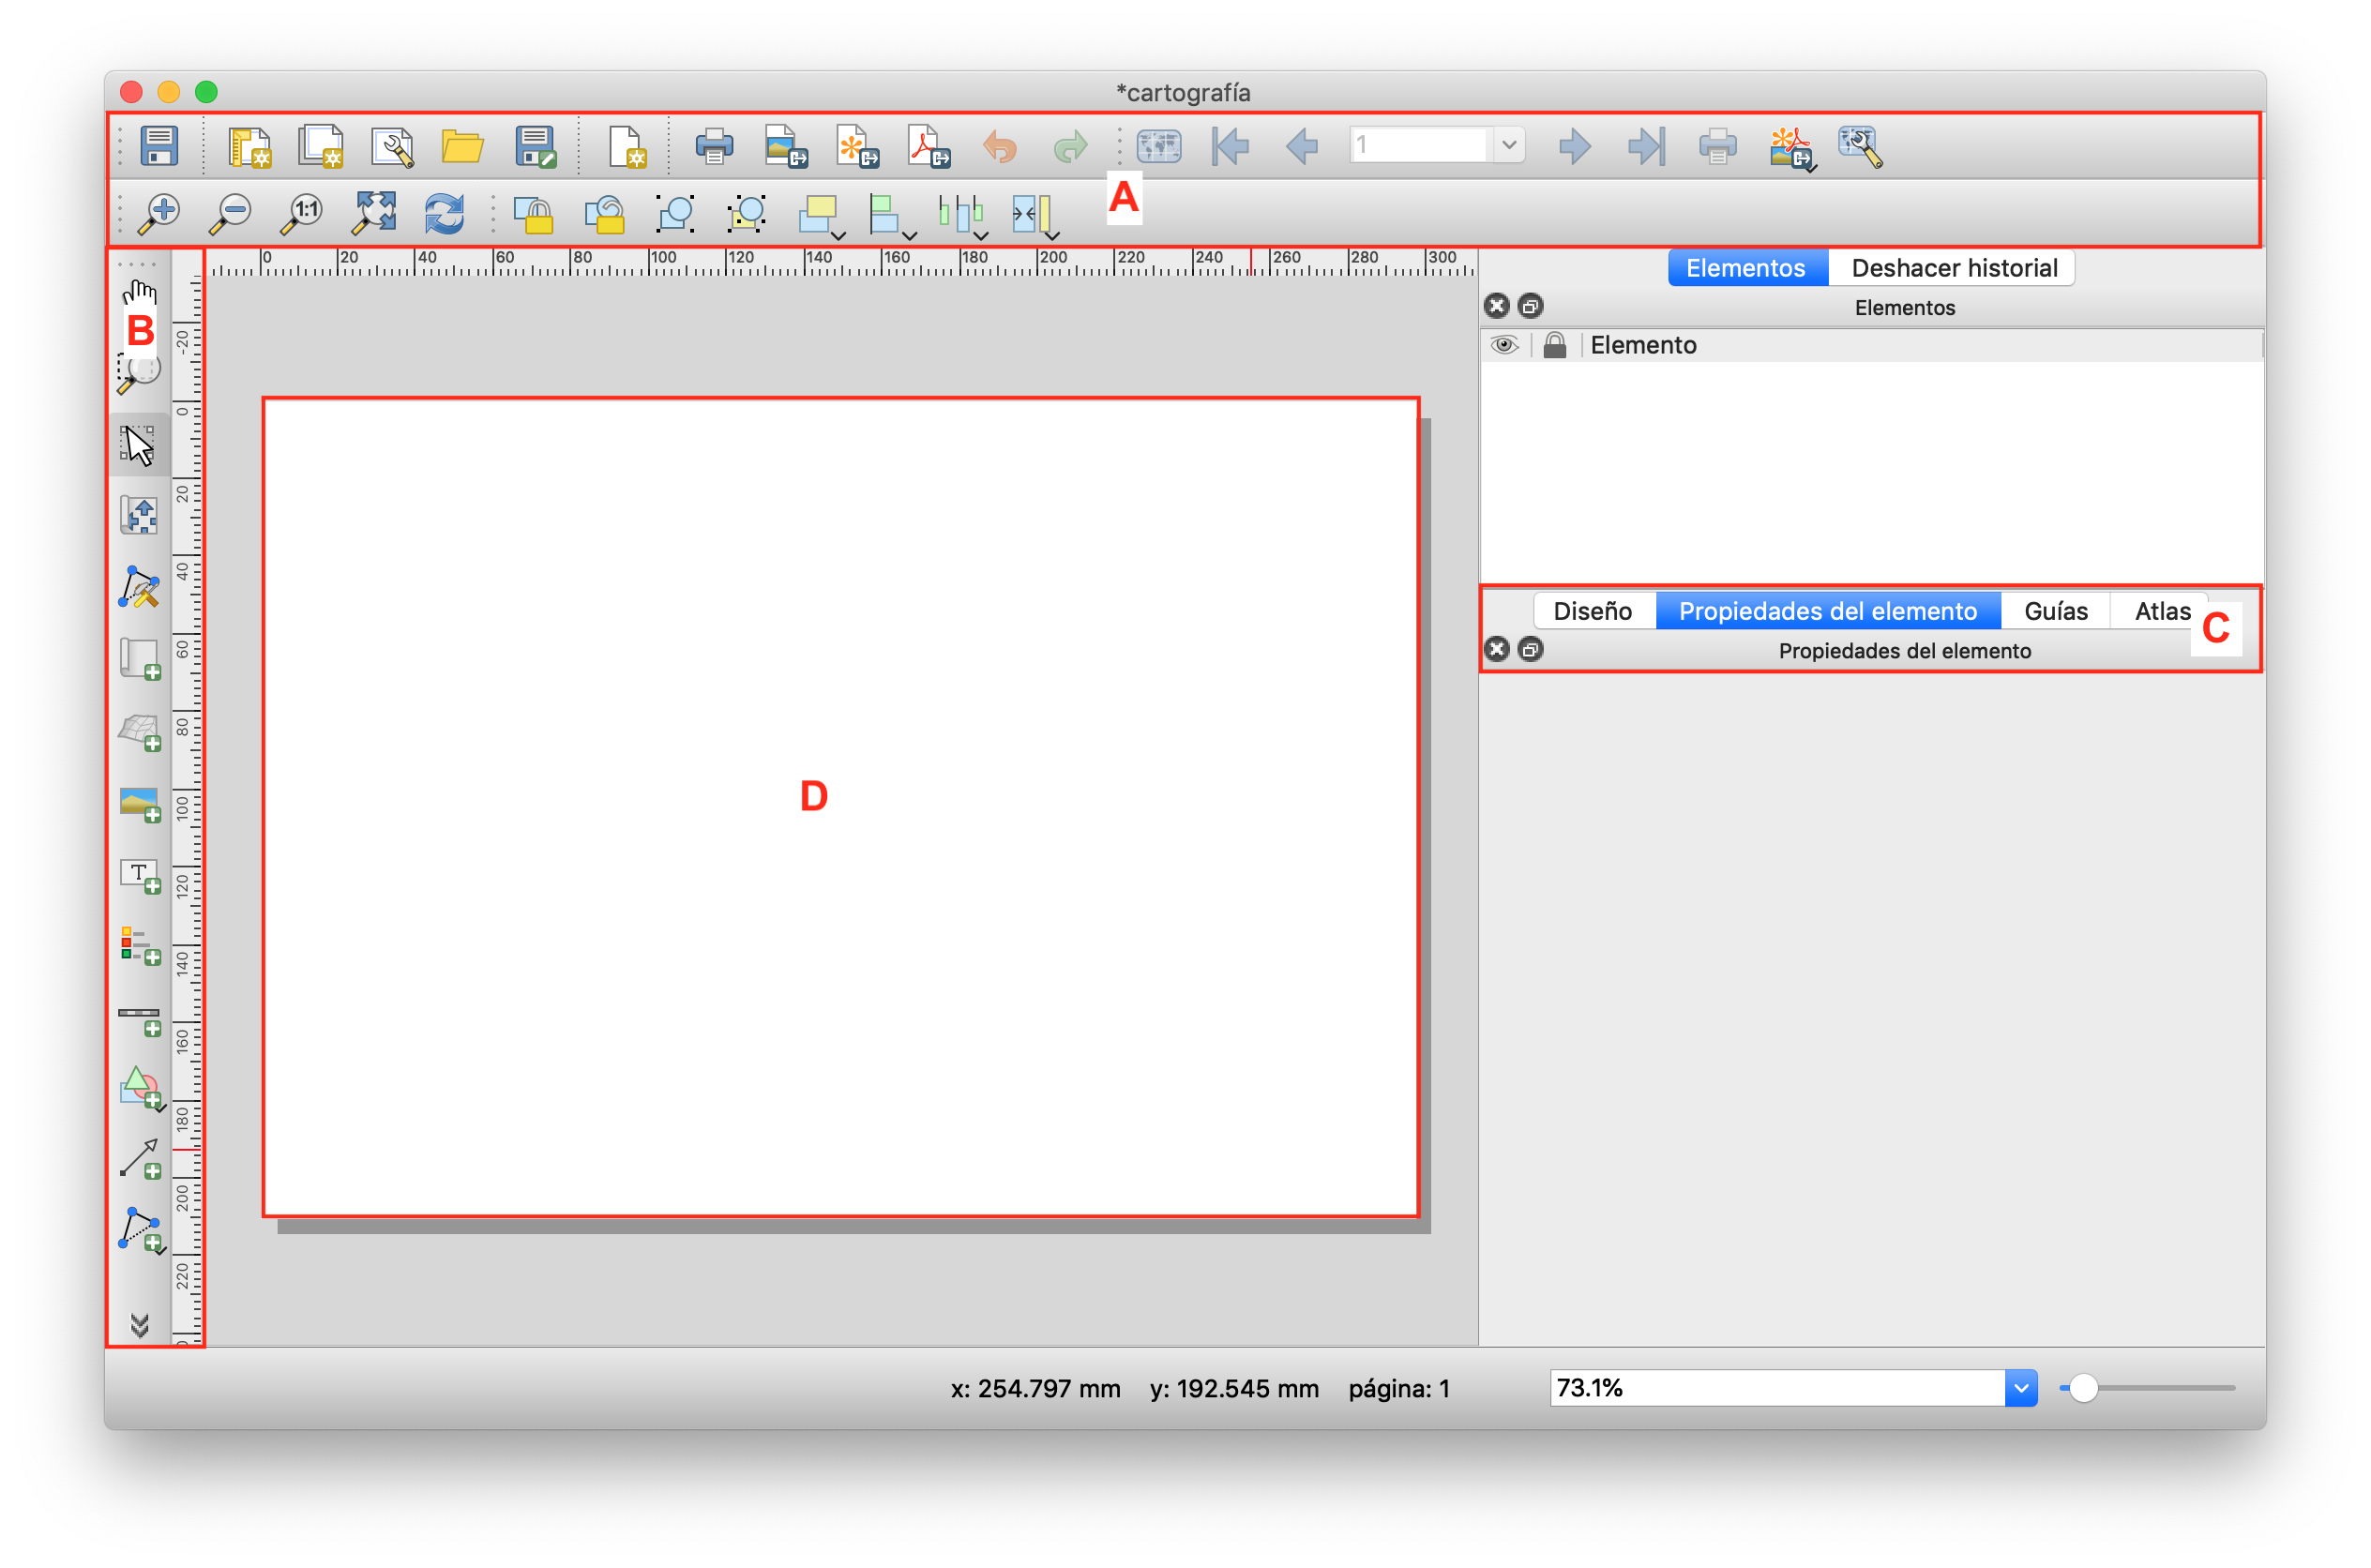 *cartografía
1
A
1:1
0 20 40 60 80 100 120 140 160 180 200 220 240 260 280 300
B
-20
0
20
40
60
80
100
120
140
160
180
200
220
T
D
Elementos Deshacer historial
Elementos
Elemento
Diseño Propiedades del elemento Guías Atlas
C
Propiedades del elemento
x: 254.797 mm y: 192.545 mm página: 1 73.1%